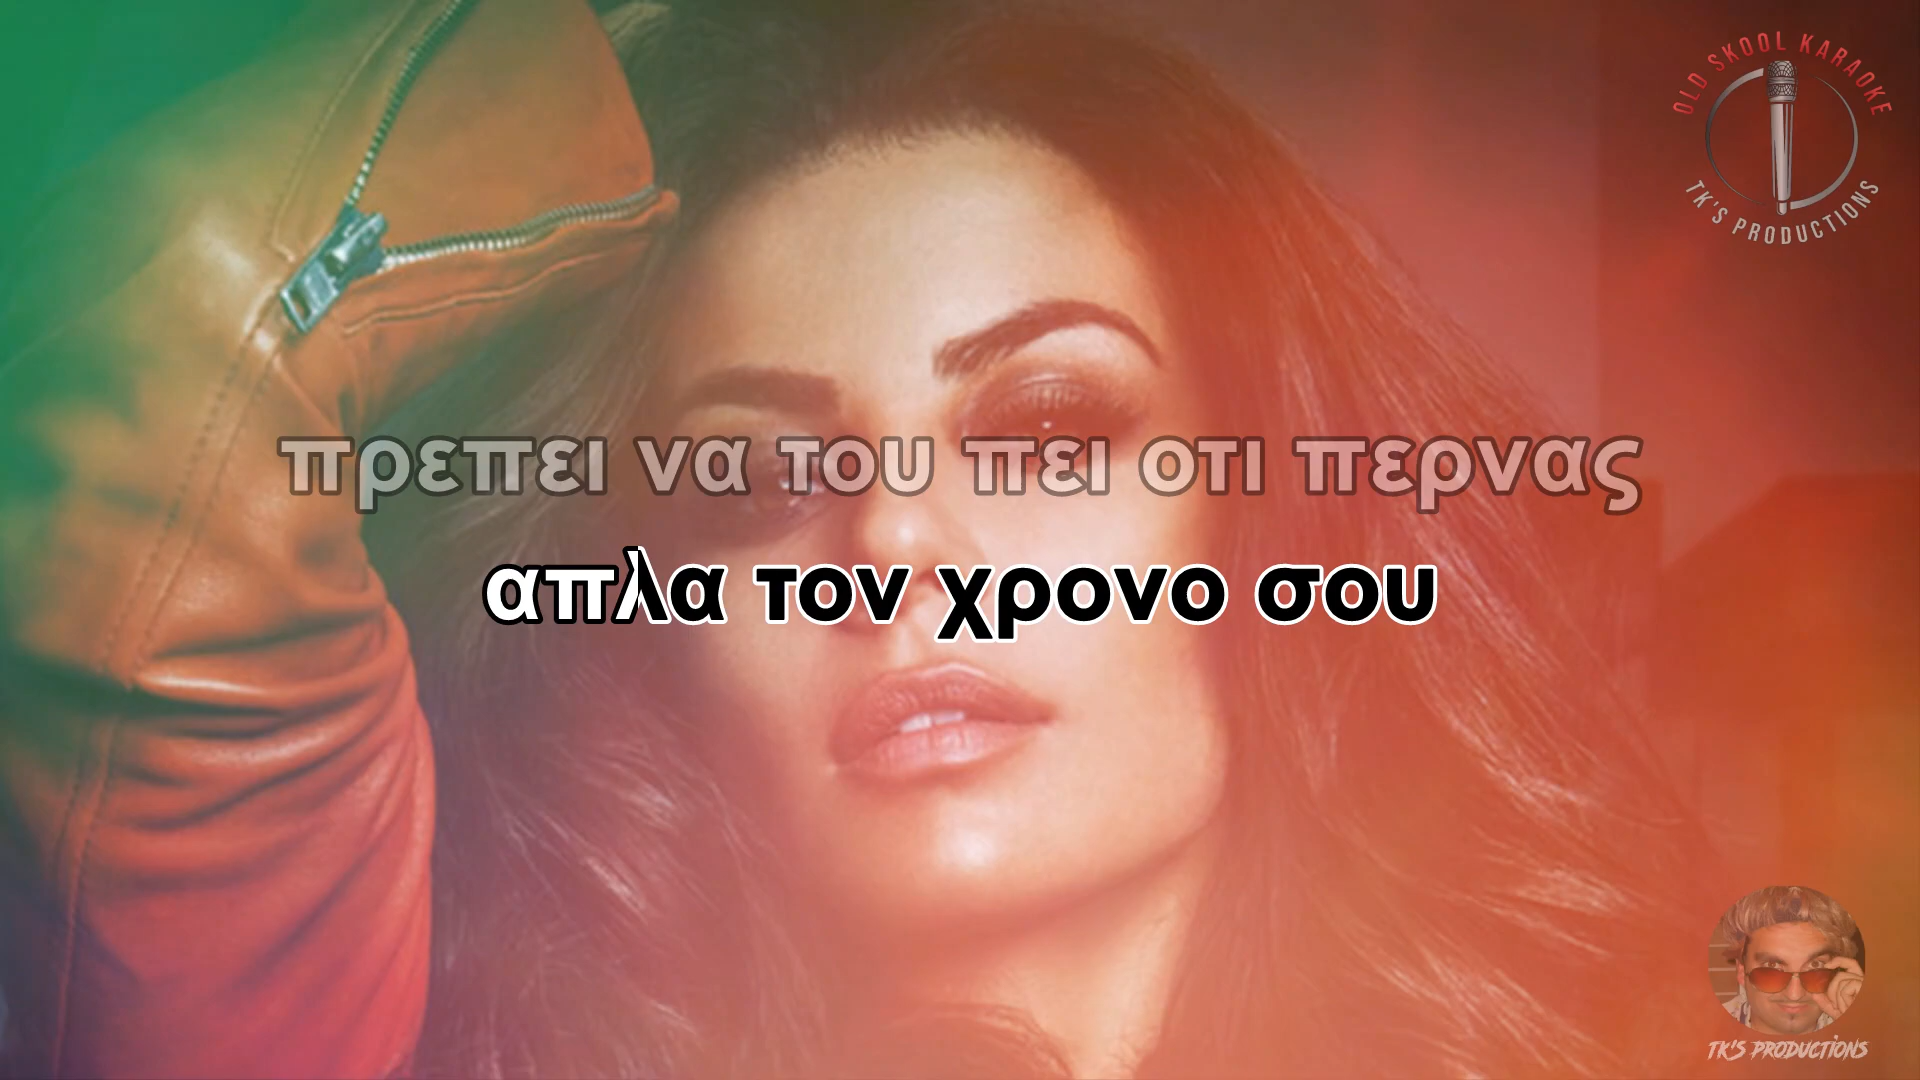 OLD SKOOL KARAOKE
TK'S PRODUCTIONS
πρεπει να του πει οτι περνας
απλα τον χρονο σου
TK'S PRODUCTIONS